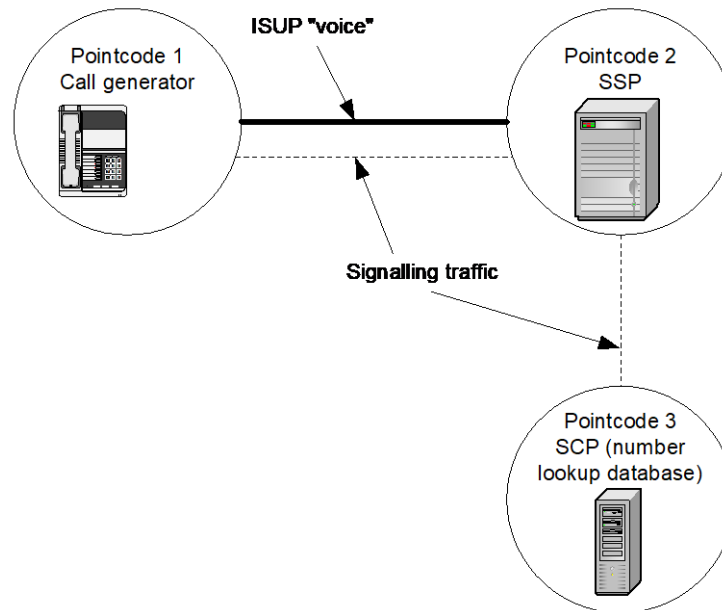 ISUP "voice"
Pointcode 1
Call generator
Pointcode 2
SSP
Signalling traffic
Pointcode 3
SCP (number
lookup database)